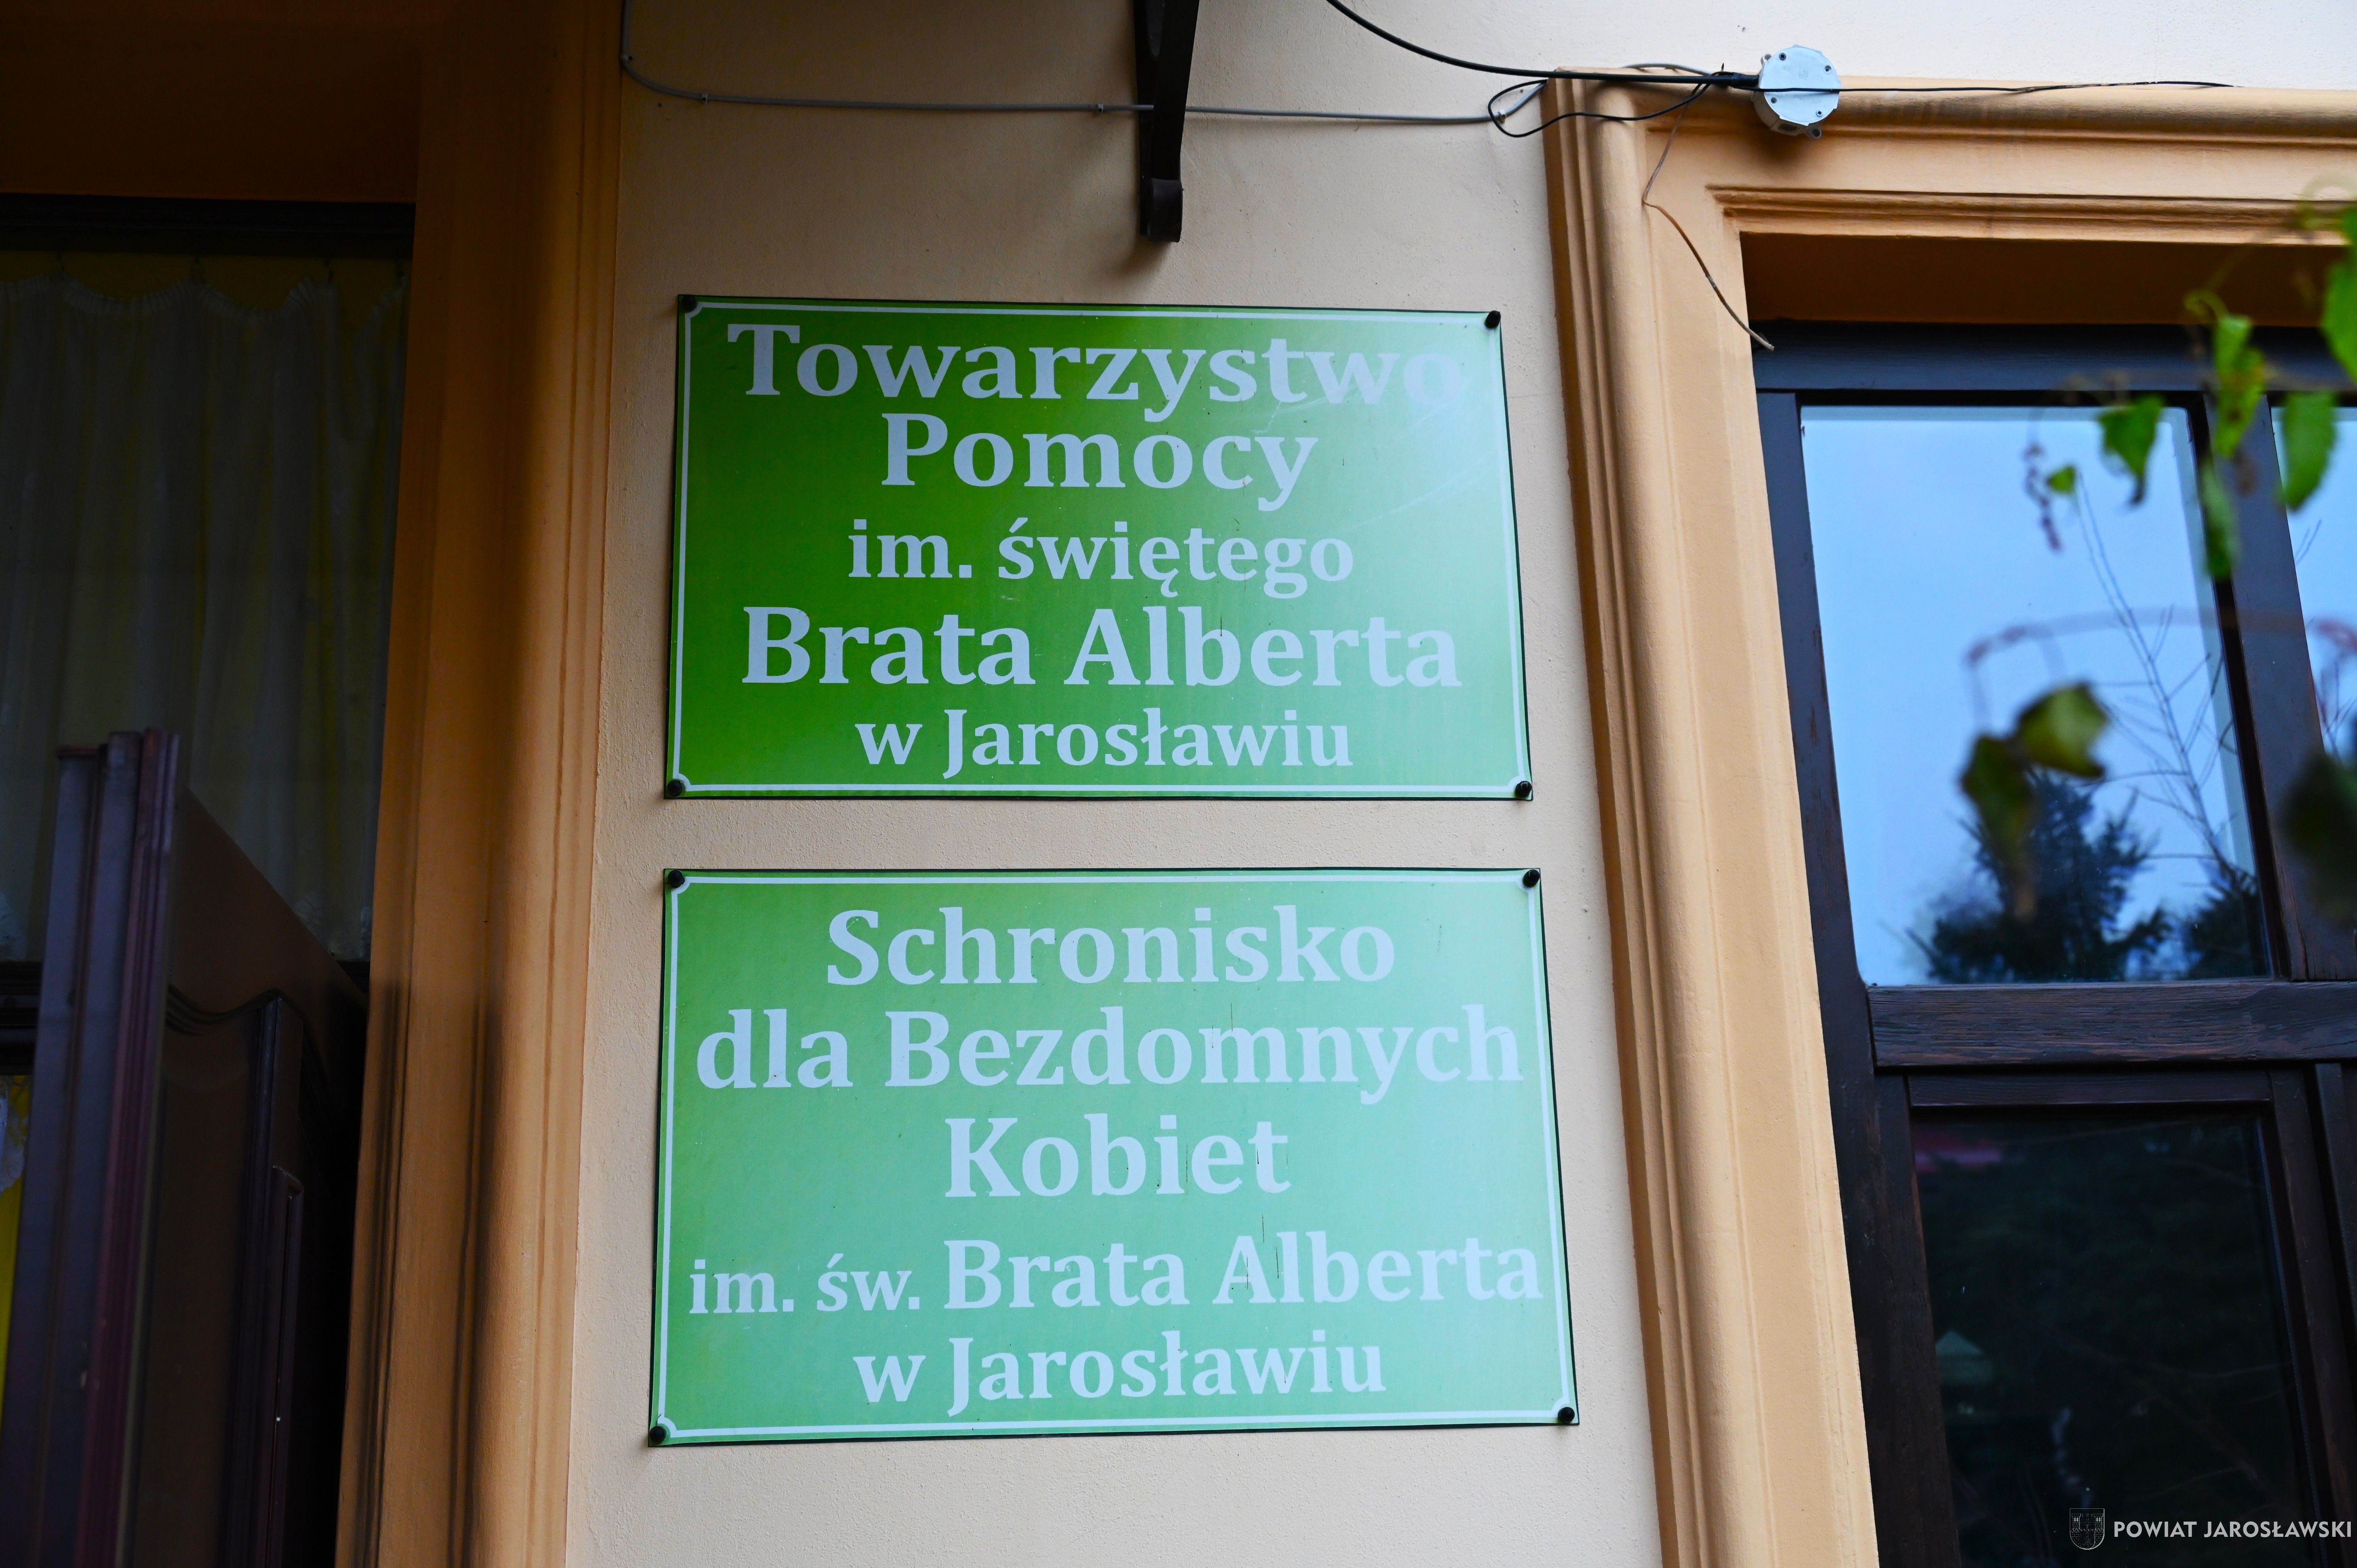 Towarzystwo
Pomocy
im. świętego
Brata Alberta
w Jarosławiu
Schronisko
dla Bezdomnych
Kobiet
im. św. Brata Alberta
w Jarosławiu
POWIAT JAROSŁAWSKI